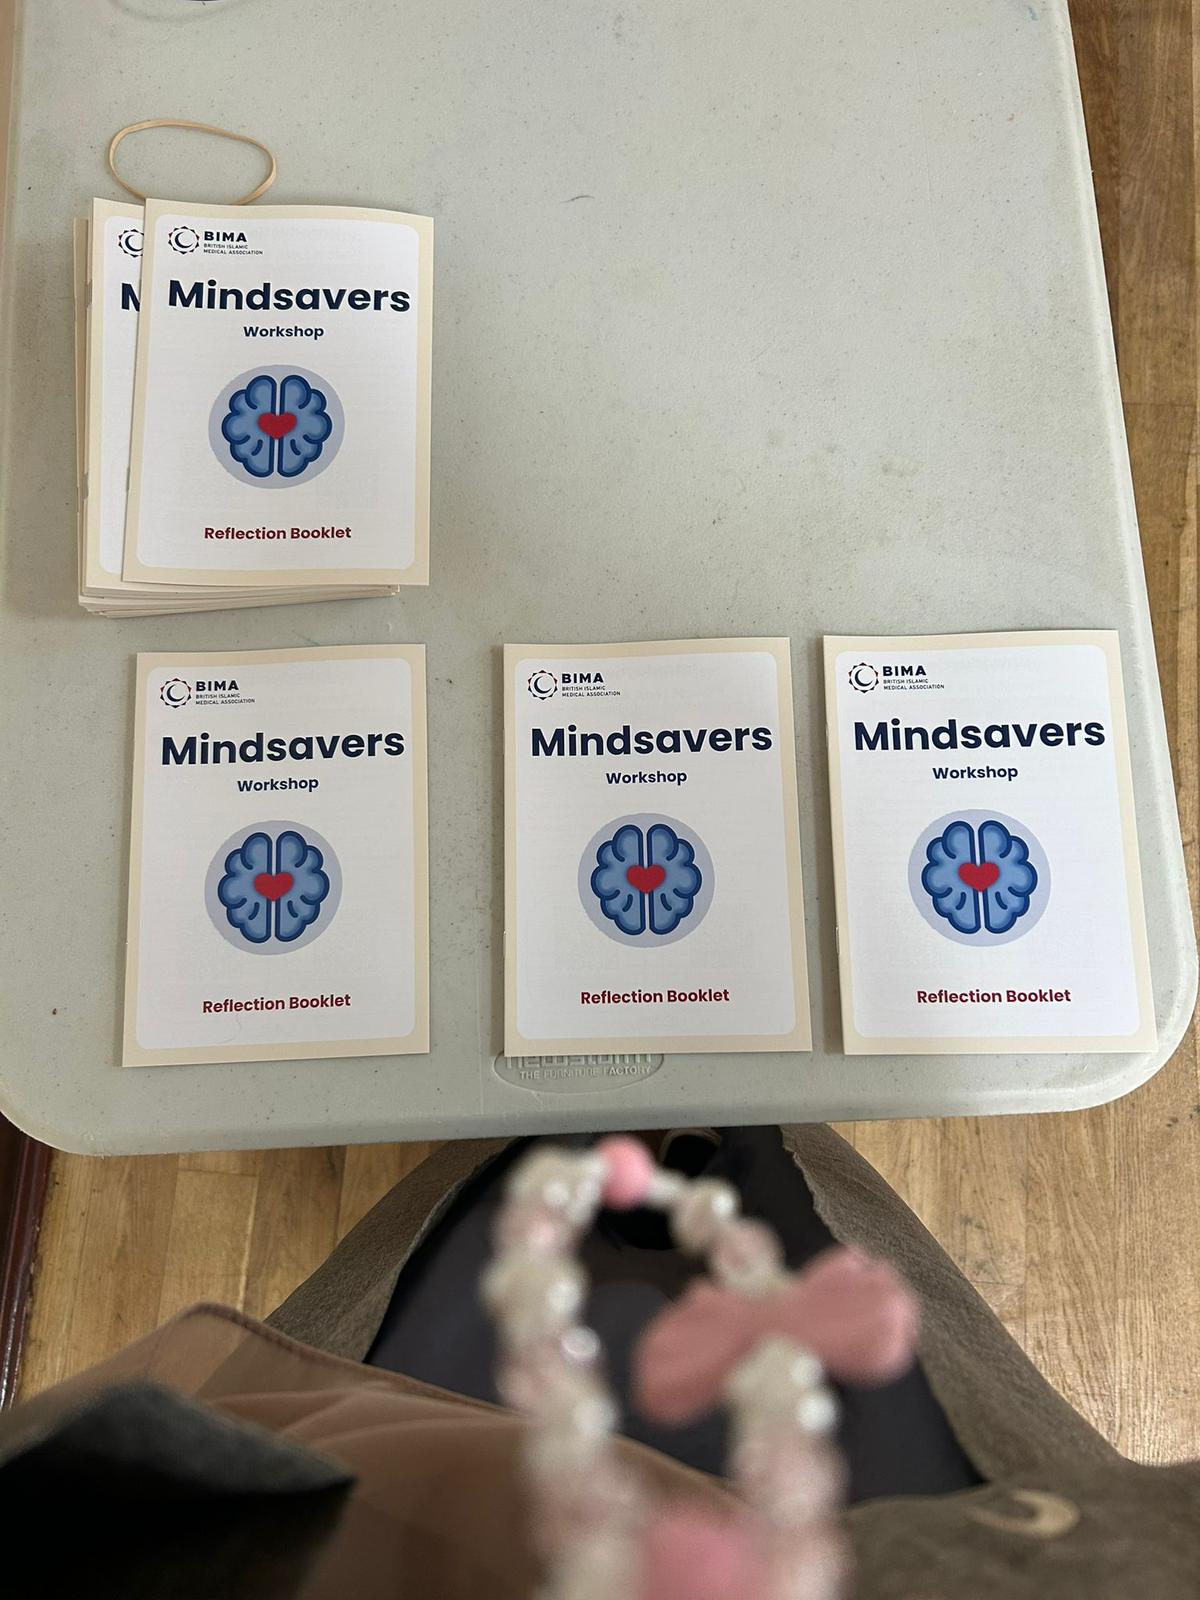 BIMA
BRITISH ISLAMIC
MEDICAL ASSOCIATION
M
Mindsavers
Workshop
Reflection Booklet
BIMA
BRITISH ISLAMIC
MEDICAL ASSOCIATION
Mindsavers
Workshop
Reflection Booklet
BIMA
BRITISH ISLAMIC
MEDICAL ASSOCIATION
Mindsavers
Workshop
Reflection Booklet
BIMA
BRITISH ISLAMIC
MEDICAL ASSOCIATION
Mindsavers
Workshop
Reflection Booklet
THE FURNITURE FACTORY